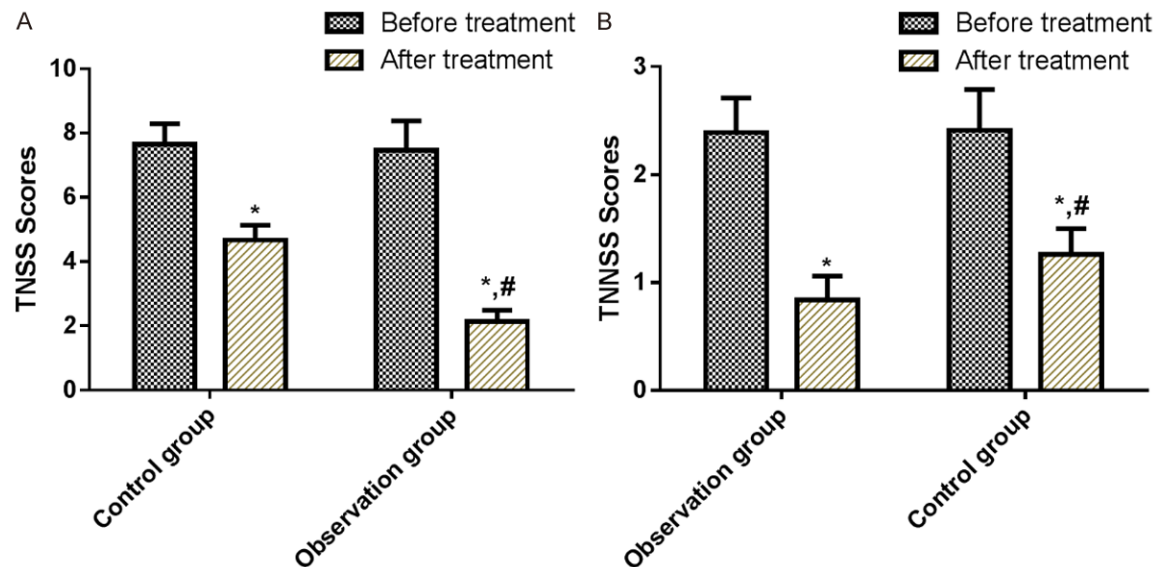 A
Before treatment
After treatment
TNSS Scores
10
8
6
4
2
0
*
*,#
Control group
Observation group
B
Before treatment
After treatment
TNNSS Scores
3
2
1
0
*
*,#
Observation group
Control group